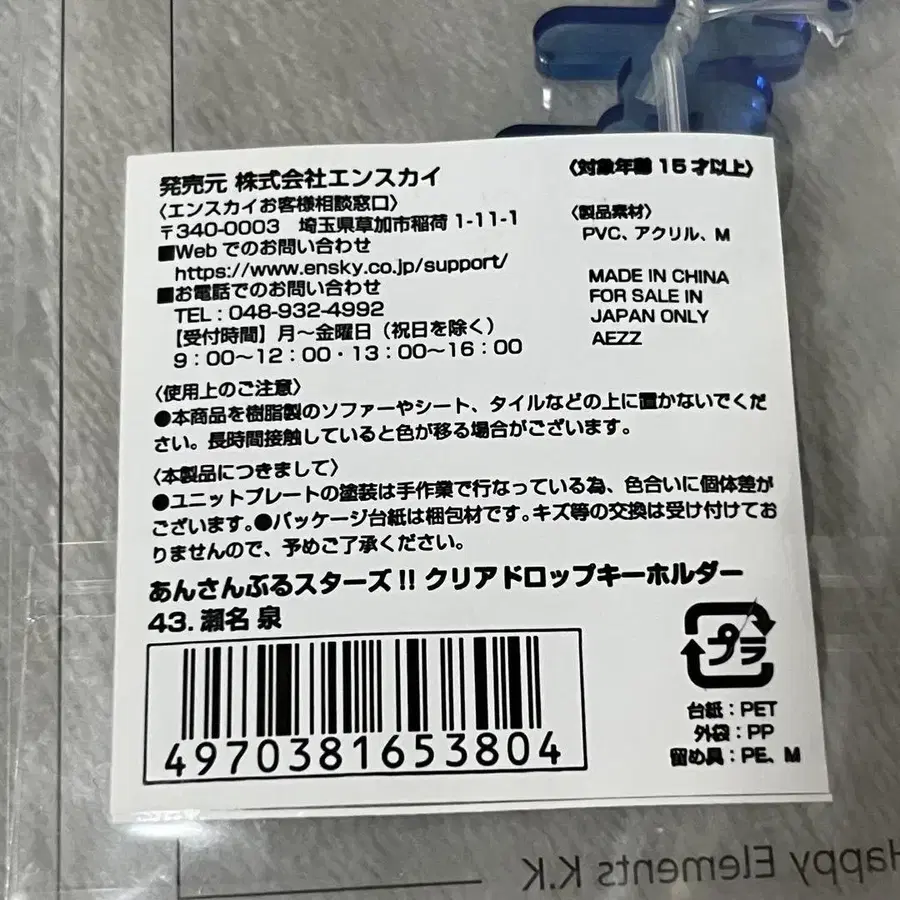 発売元 株式会社エンスカイ
〈エンスカイお客様相談窓口〉
〒340-0003 埼玉県草加市稲荷 1-11-1
■Web でのお問い合わせ
https://www.ensky.co.jp/support/
■お電話でのお問い合わせ
TEL：048-932-4992
【受付時間】月～金曜日（祝日を除く）
9：00～12：00・13：00～16：00
〈対象年齢 15 才以上〉
〈製品素材〉
PVC、アクリル、M
MADE IN CHINA
FOR SALE IN
JAPAN ONLY
AEZZ
〈使用上のご注意〉
●本商品を樹脂製のソファーやシート、タイルなどの上に置かないでくだ
さい。長時間接触していると色が移る場合がございます。
〈本製品につきまして〉
●ユニットプレートの塗装は手作業で行なっている為、色合いに個体差が
ございます。●パッケージ台紙は梱包材です。キズ等の交換は受け付けてお
りませんので、予めご了承ください。
あんさんぶるスターズ!! クリアドロップキーホルダー
43. 瀬名 泉
4970381653804
プラ
台紙：PET
外袋：PP
留め具：PE、M
Happy Elements K.K